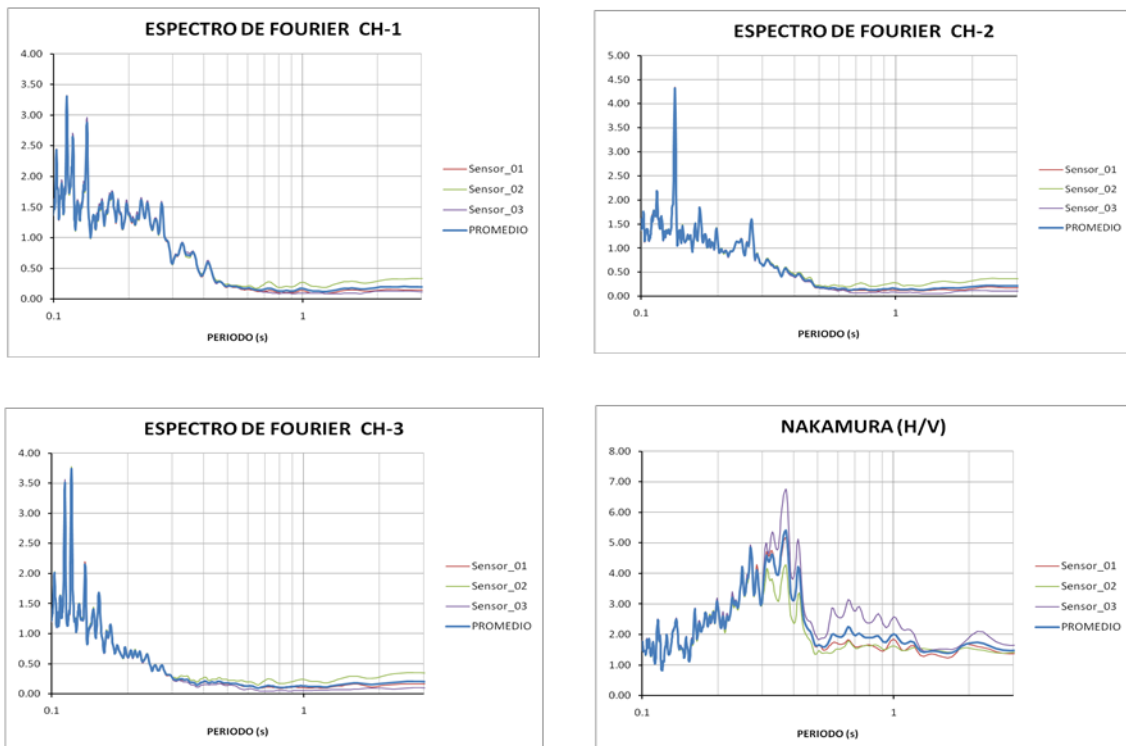 ESPECTRO DE FOURIER CH-1
4.00
3.50
3.00
2.50
2.00
1.50
1.00
0.50
0.00
0.1
1
PERIODO (s)
Sensor_01
Sensor_02
Sensor_03
PROMEDIO
ESPECTRO DE FOURIER CH-2
5.00
4.50
4.00
3.50
3.00
2.50
2.00
1.50
1.00
0.50
0.00
0.1
1
PERIODO (s)
Sensor_01
Sensor_02
Sensor_03
PROMEDIO
ESPECTRO DE FOURIER CH-3
4.00
3.50
3.00
2.50
2.00
1.50
1.00
0.50
0.00
0.1
1
PERIODO (s)
Sensor_01
Sensor_02
Sensor_03
PROMEDIO
NAKAMURA (H/V)
8.00
7.00
6.00
5.00
4.00
3.00
2.00
1.00
0.00
0.1
1
PERIODO (s)
Sensor_01
Sensor_02
Sensor_03
PROMEDIO